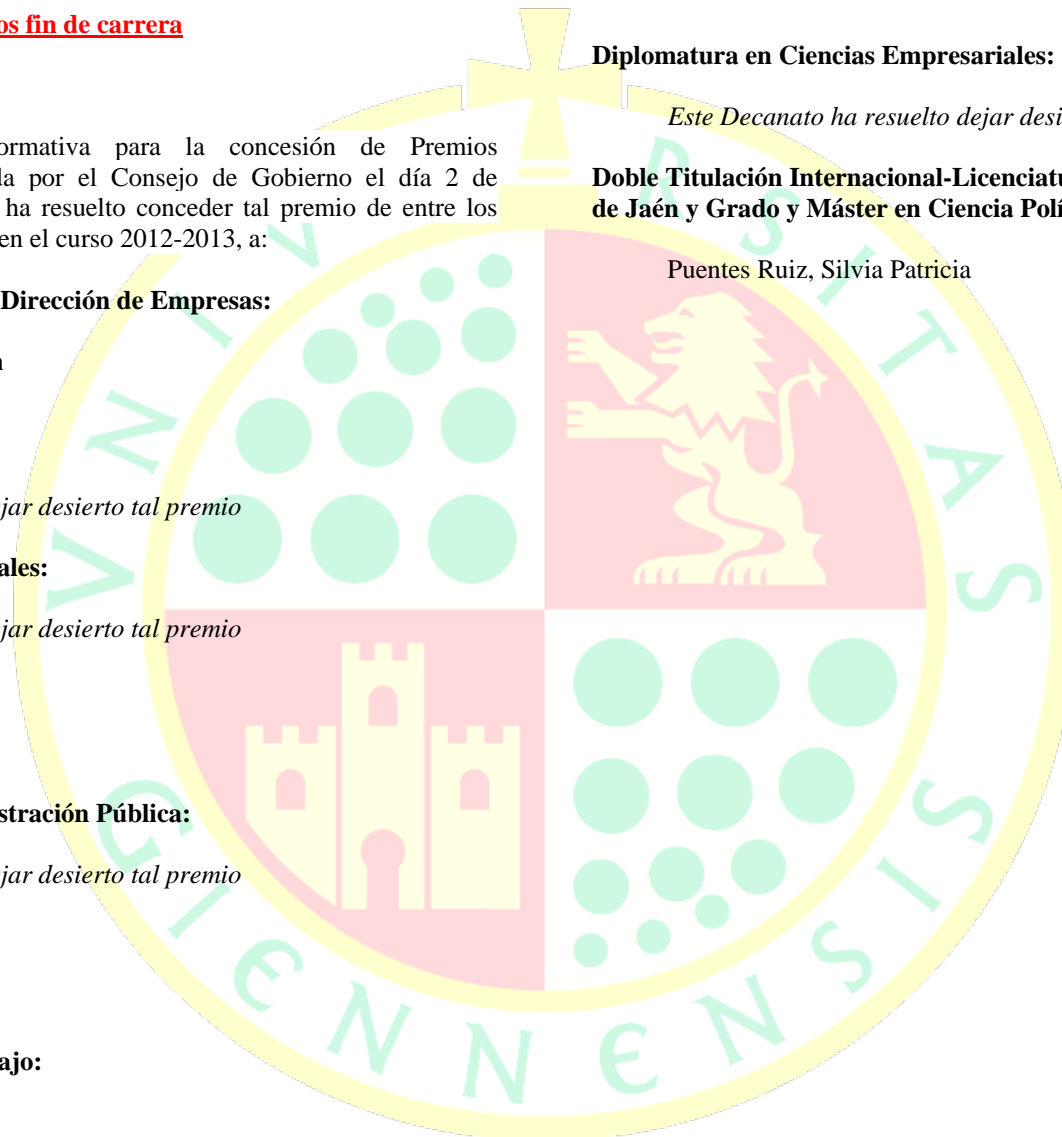 os fin de carrera
ormativa para la concesión de Premios
da por el Consejo de Gobierno el día 2 de
ha resuelto conceder tal premio de entre los
en el curso 2012-2013, a:
Dirección de Empresas:
jar desierto tal premio
ales:
jar desierto tal premio
stración Pública:
jar desierto tal premio
ajo:
Diplomatura en Ciencias Empresariales:
Este Decanato ha resuelto dejar desi
Doble Titulación Internacional-Licenciatu
de Jaén y Grado y Máster en Ciencia Polí
Puentes Ruiz, Silvia Patricia
VNIVERSITAS
GIENNENSIS